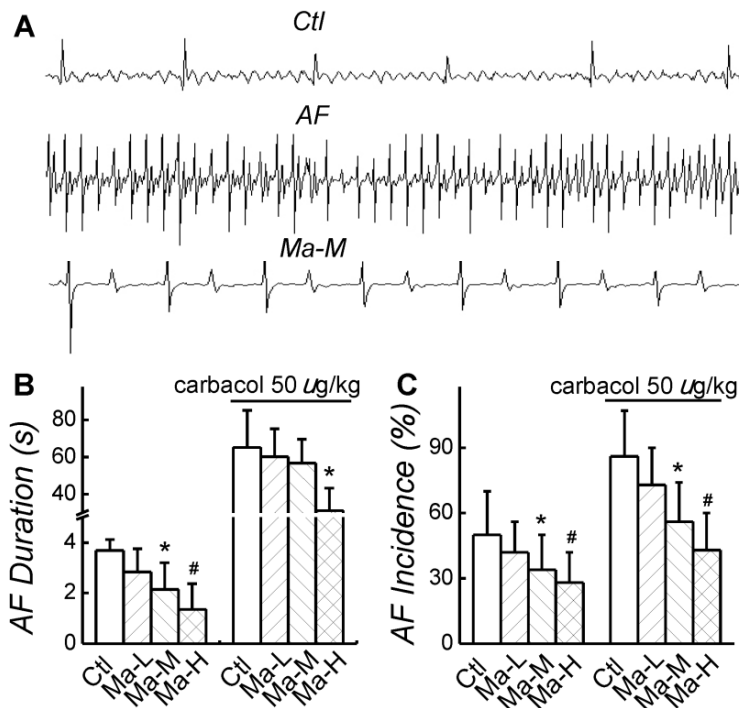 A
Ctl
AF
Ma-M
B
carbacol 50 ug/kg
AF Duration (s)
80
60
40
4
2
0
*
#
*
Ctl
Ma-L
Ma-M
Ma-H
Ctl
Ma-L
Ma-M
Ma-H
C
carbacol 50 ug/kg
AF Incidence (%)
90
60
30
0
*
#
*
#
Ctl
Ma-L
Ma-M
Ma-H
Ctl
Ma-L
Ma-M
Ma-H